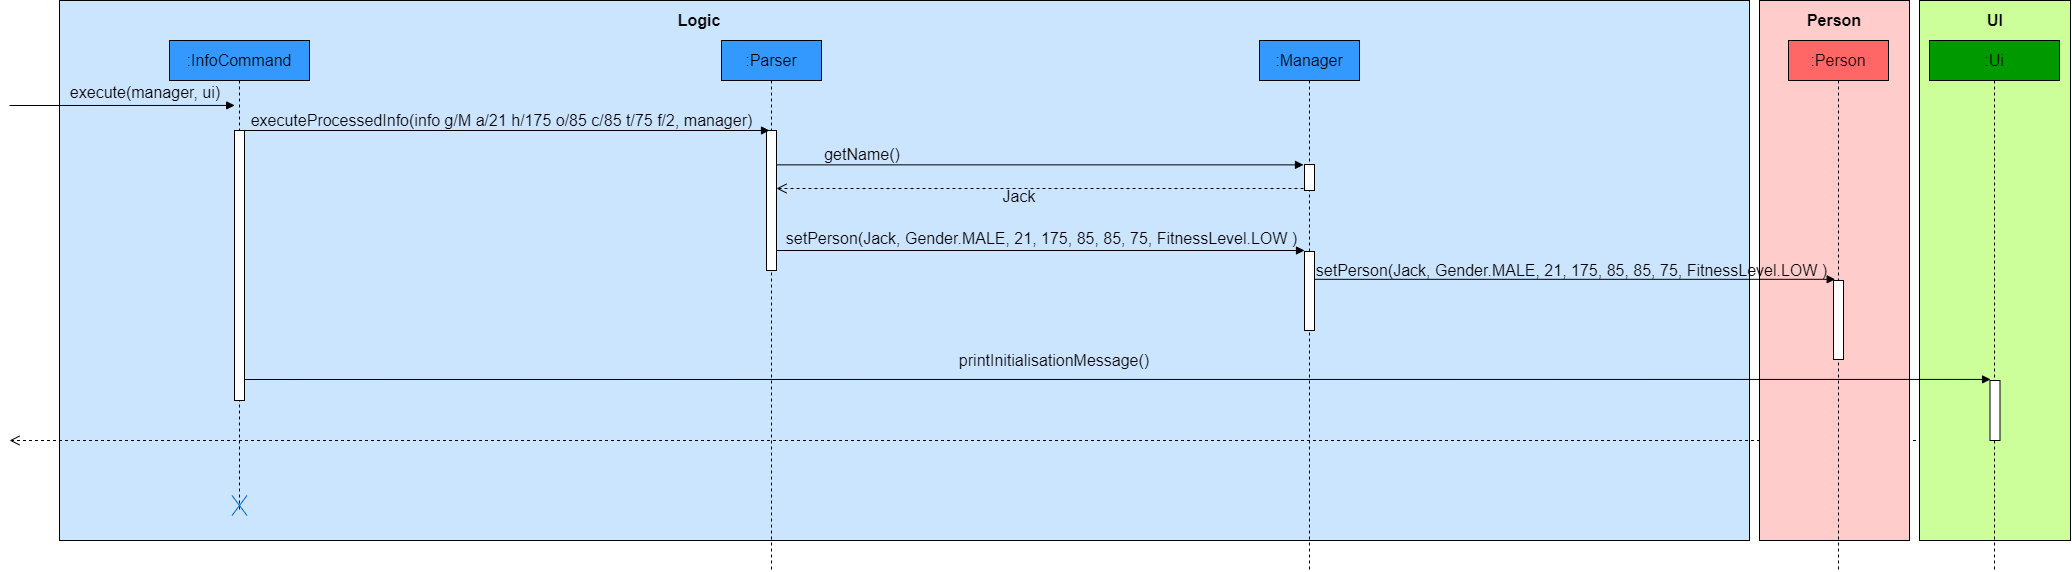 Logic
Person
UI
:InfoCommand
:Parser
:Manager
:Person
:Ui
execute(manager, ui)
executeProcessedInfo(info g/M a/21 h/175 o/85 c/85 t/75 f/2, manager)
getName()
Jack
setPerson(Jack, Gender.MALE, 21, 175, 85, 85, 75, FitnessLevel.LOW )
setPerson(Jack, Gender.MALE, 21, 175, 85, 85, 75, FitnessLevel.LOW )
printInitialisationMessage()